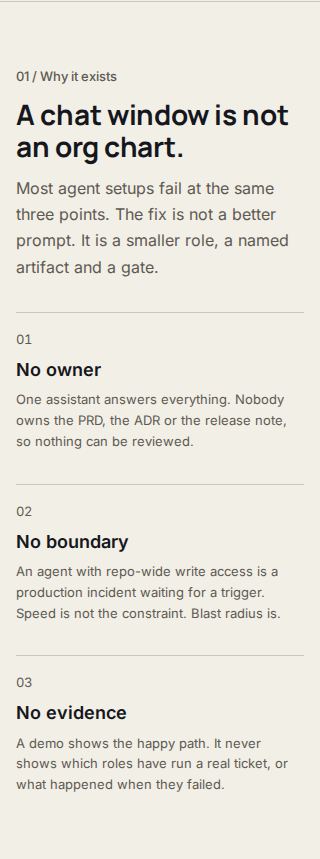 01 / Why it exists
A chat window is not
an org chart.
Most agent setups fail at the same
three points. The fix is not a better
prompt. It is a smaller role, a named
artifact and a gate.
01
No owner
One assistant answers everything. Nobody
owns the PRD, the ADR or the release note,
so nothing can be reviewed.
02
No boundary
An agent with repo-wide write access is a
production incident waiting for a trigger.
Speed is not the constraint. Blast radius is.
03
No evidence
A demo shows the happy path. It never
shows which roles have run a real ticket, or
what happened when they failed.